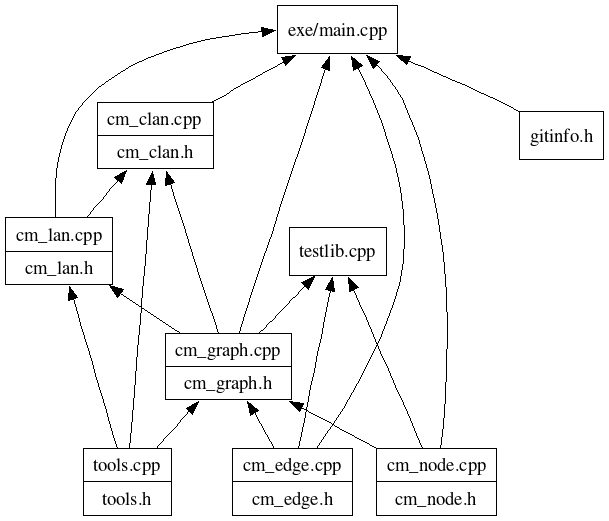 exe/main.cpp
cm_clan.cpp
cm_clan.h
gitinfo.h
cm_lan.cpp
cm_lan.h
testlib.cpp
cm_graph.cpp
cm_graph.h
tools.cpp
tools.h
cm_edge.cpp
cm_edge.h
cm_node.cpp
cm_node.h